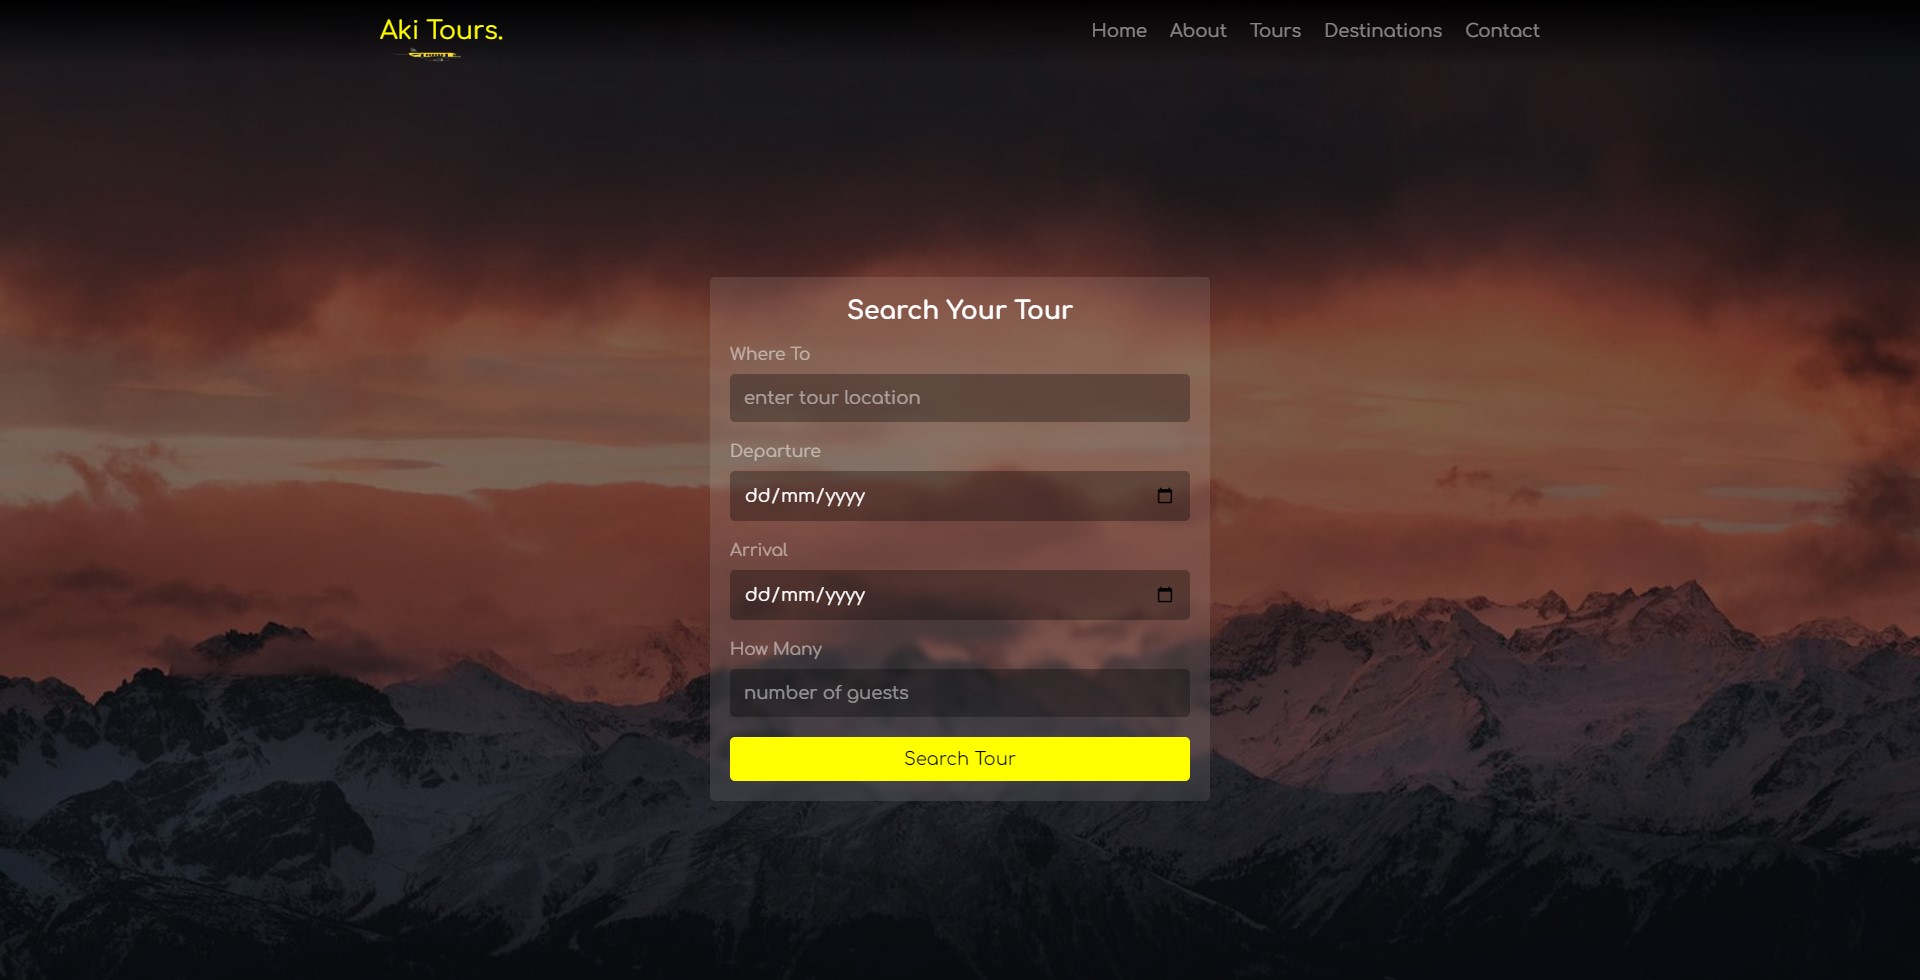 Aki Tours.
Home About Tours Destinations Contact
Search Your Tour
Where To
enter tour location
Departure
dd/mm/yyyy
Arrival
dd/mm/yyyy
How Many
number of guests
Search Tour